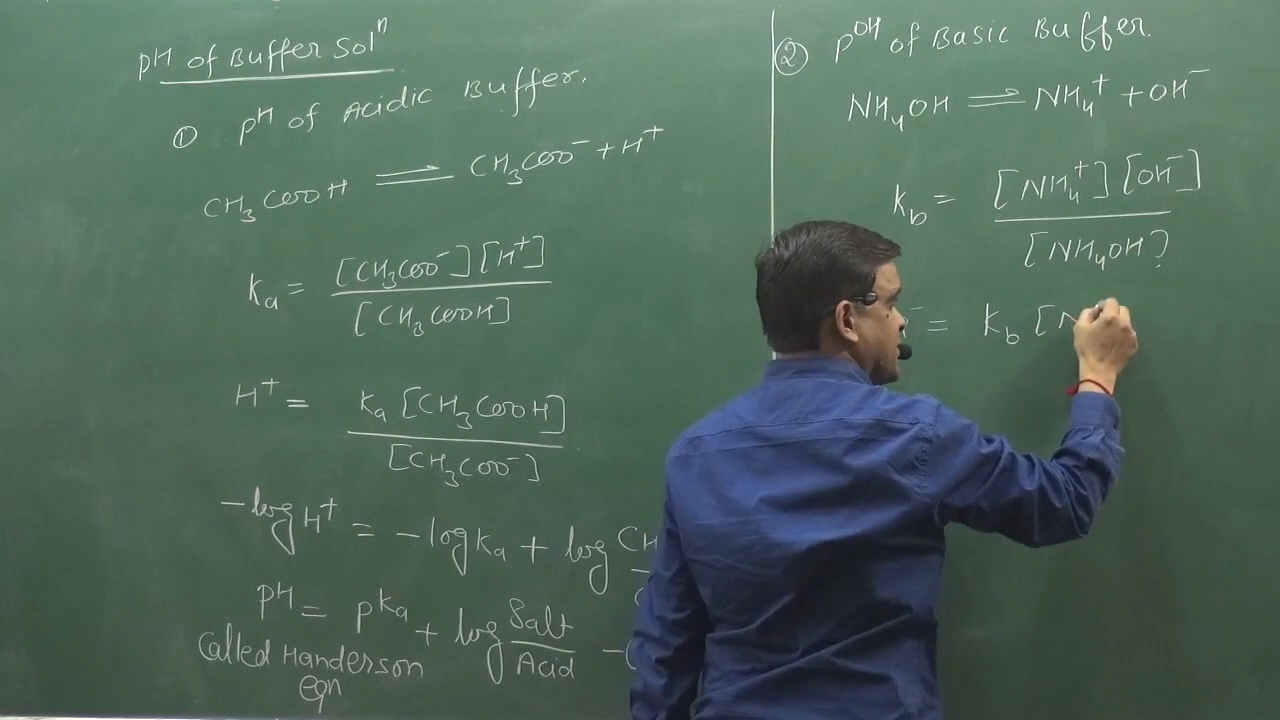 pH of Buffer Solⁿ
① pH of Acidic Buffer.
CH₃COOH ⇌ CH₃COO⁻ + H⁺
Ka = [CH₃COO⁻][H⁺] / [CH₃COOH]
H⁺ = Ka [CH₃COOH] / [CH₃COO⁻]
-log H⁺ = -log Ka + log CH
pH = pKa + log Salt / Acid
Called Handerson
eqn
② pOH of Basic Buffer.
NH₄OH ⇌ NH₄⁺ + OH⁻
Kb = [NH₄⁺][OH⁻] / [NH₄OH]
= Kb [N